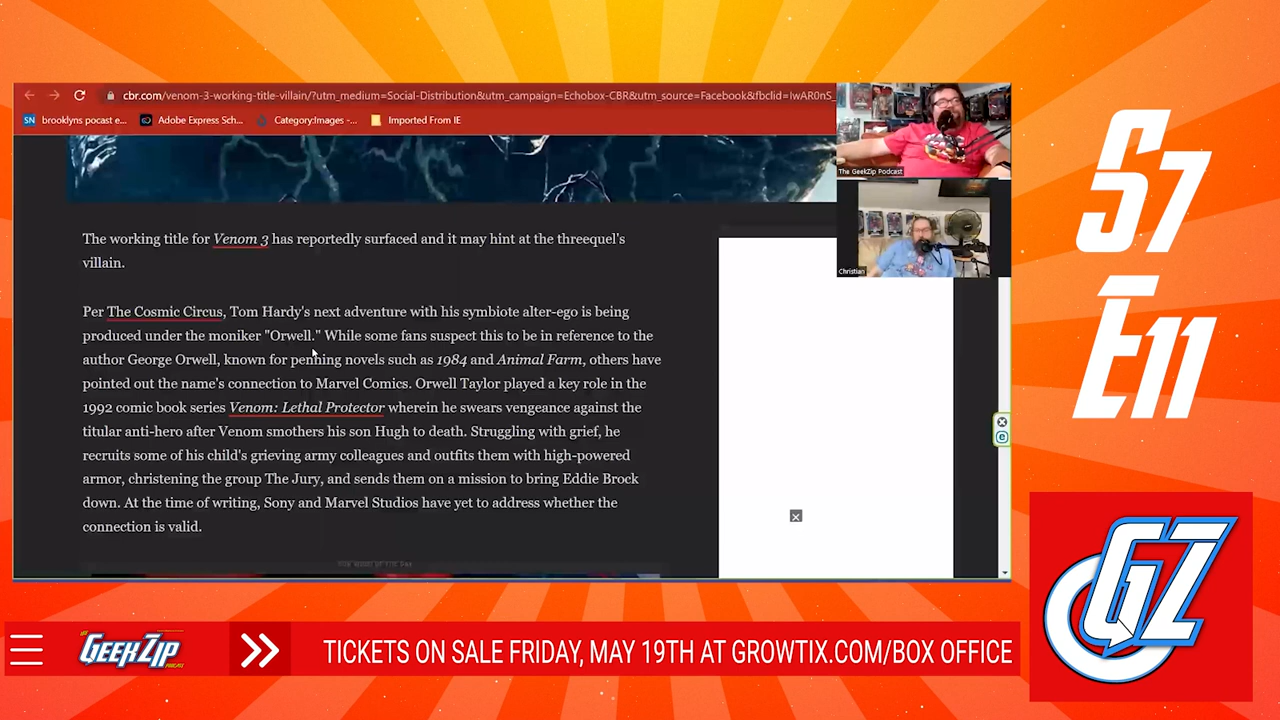 cbr.com/venom-3-working-title-villain/?utm_medium=Social-Distribution&utm_campaign=Echobox-CBR&utm_source=Facebook&fbclid=IwAR0nS
SN brooklyns pocast e... Adobe Express Sch... Category:Images -... Imported From IE
The GeekZip Podcast
Christian
The working title for Venom 3 has reportedly surfaced and it may hint at the threequel's
villain.
Per The Cosmic Circus, Tom Hardy's next adventure with his symbiote alter-ego is being
produced under the moniker "Orwell." While some fans suspect this to be in reference to the
author George Orwell, known for penning novels such as 1984 and Animal Farm, others have
pointed out the name's connection to Marvel Comics. Orwell Taylor played a key role in the
1992 comic book series Venom: Lethal Protector wherein he swears vengeance against the
titular anti-hero after Venom smothers his son Hugh to death. Struggling with grief, he
recruits some of his child's grieving army colleagues and outfits them with high-powered
armor, christening the group The Jury, and sends them on a mission to bring Eddie Brock
down. At the time of writing, Sony and Marvel Studios have yet to address whether the
connection is valid.
S7
E11
GZ
GEEKZIP
PODCAST
TICKETS ON SALE FRIDAY, MAY 19TH AT GROWTIX.COM/BOX OFFICE